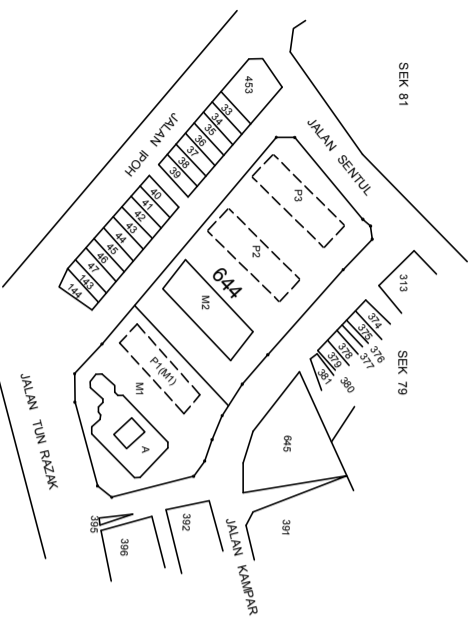 SEK 81
JALAN SENTUL
453
33
34
35
36
37
38
39
JALAN IPOH
40
41
42
43
44
45
46
47
143
144
P3
P2
644
M2
P1(M1)
M1
A
313
374
375
376
377
378
379
380
381
SEK 79
645
391
392
395
396
JALAN KAMPAR
JALAN TUN RAZAK